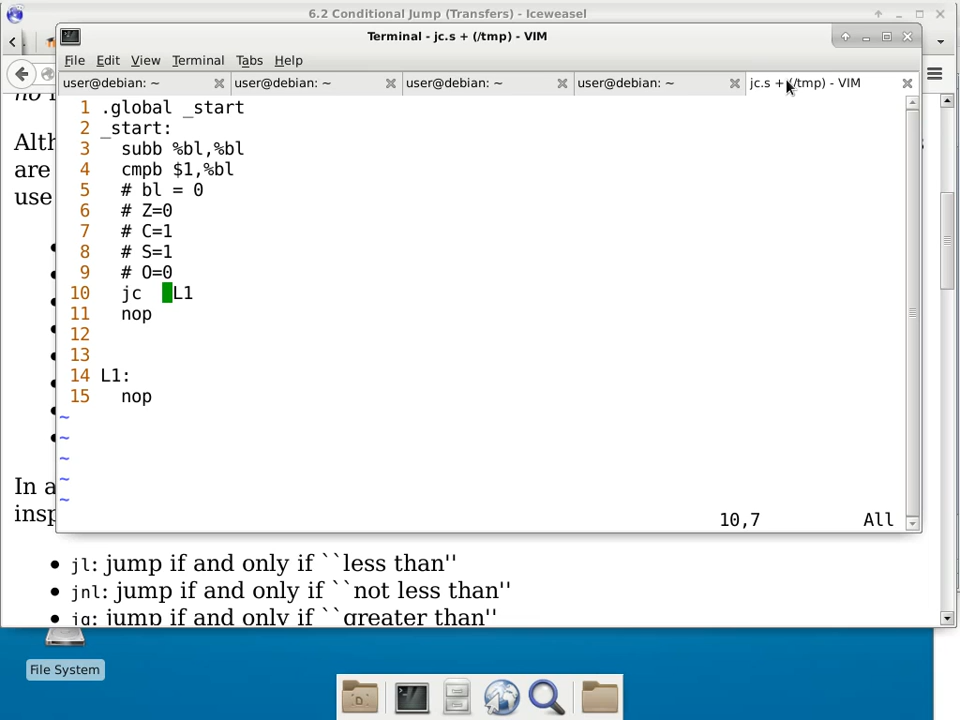 6.2 Conditional Jump (Transfers) - Iceweasel
Terminal - jc.s + (/tmp) - VIM
File Edit View Terminal Tabs Help
user@debian: ~ user@debian: ~ user@debian: ~ user@debian: ~ jc.s + (/tmp) - VIM
no
Alth
are
use
1 .global _start
2 _start:
3 subb %bl,%bl
4 cmpb $1,%bl
5 # bl = 0
6 # Z=0
7 # C=1
8 # S=1
9 # O=0
10 jc L1
11 nop
12
13
14 L1:
15 nop
~
~
~
~
~
10,7 All
In a
insp
• jl: jump if and only if ``less than''
• jnl: jump if and only if ``not less than''
• jg: jump if and only if ``greater than''
File System